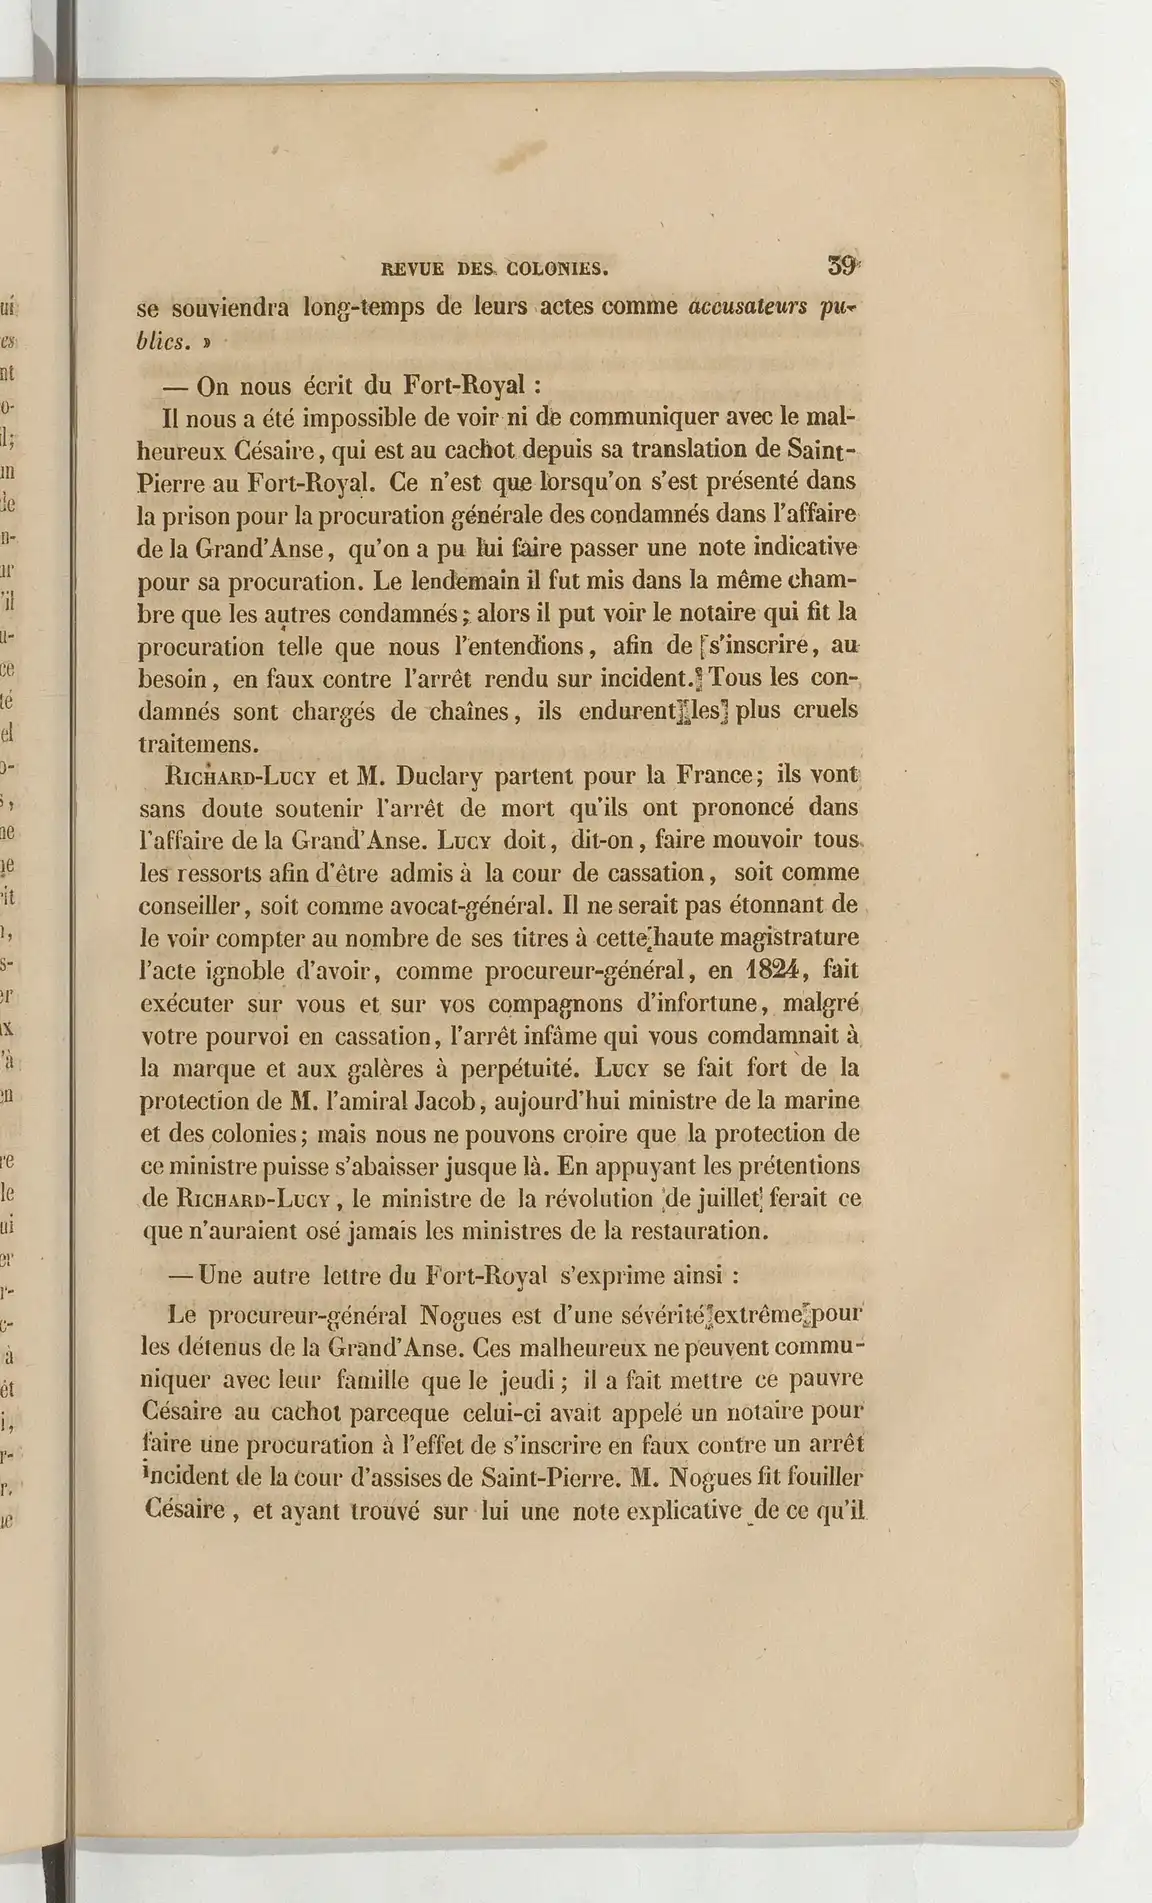 REVUE DES COLONIES. 39
se souviendra long-temps de leurs actes comme accusateurs pu-
blics. »
— On nous écrit du Fort-Royal :
Il nous a été impossible de voir ni de communiquer avec le mal-
heureux Césaire, qui est au cachot depuis sa translation de Saint-
Pierre au Fort-Royal. Ce n'est que lorsqu'on s'est présenté dans
la prison pour la procuration générale des condamnés dans l'affaire
de la Grand'Anse, qu'on a pu lui faire passer une note indicative
pour sa procuration. Le lendemain il fut mis dans la même cham-
bre que les autres condamnés ; alors il put voir le notaire qui fit la
procuration telle que nous l'entendions, afin de [s'inscrire, au
besoin, en faux contre l'arrêt rendu sur incident.] Tous les con-
damnés sont chargés de chaînes, ils endurent][les] plus cruels
traitemens.
RICHARD-LUCY et M. Duclary partent pour la France; ils vont
sans doute soutenir l'arrêt de mort qu'ils ont prononcé dans
l'affaire de la Grand'Anse. LUCY doit, dit-on, faire mouvoir tous
les ressorts afin d'être admis à la cour de cassation, soit comme
conseiller, soit comme avocat-général. Il ne serait pas étonnant de
le voir compter au nombre de ses titres à cette haute magistrature
l'acte ignoble d'avoir, comme procureur-général, en 1824, fait
exécuter sur vous et sur vos compagnons d'infortune, malgré
votre pourvoi en cassation, l'arrêt infâme qui vous comdamnait à
la marque et aux galères à perpétuité. LUCY se fait fort de la
protection de M. l'amiral Jacob, aujourd'hui ministre de la marine
et des colonies; mais nous ne pouvons croire que la protection de
ce ministre puisse s'abaisser jusque là. En appuyant les prétentions
de RICHARD-LUCY, le ministre de la révolution de juillet ferait ce
que n'auraient osé jamais les ministres de la restauration.
— Une autre lettre du Fort-Royal s'exprime ainsi :
Le procureur-général Nogues est d'une sévérité extrême pour
les détenus de la Grand'Anse. Ces malheureux ne peuvent commu-
niquer avec leur famille que le jeudi ; il a fait mettre ce pauvre
Césaire au cachot parceque celui-ci avait appelé un notaire pour
faire une procuration à l'effet de s'inscrire en faux contre un arrêt
incident de la cour d'assises de Saint-Pierre. M. Nogues fit fouiller
Césaire, et ayant trouvé sur lui une note explicative de ce qu'il